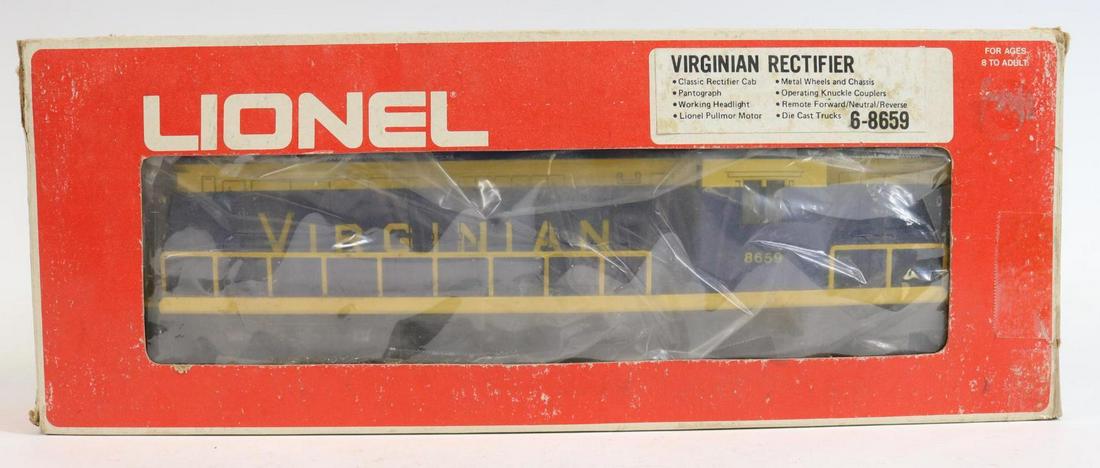 VIRGINIAN RECTIFIER
• Classic Rectifier Cab • Metal Wheels and Chassis
• Pantograph • Operating Knuckle Couplers
• Working Headlight • Remote Forward/Neutral/Reverse
• Lionel Pullmor Motor • Die Cast Trucks 6-8659
FOR AGES
8 TO ADULT
LIONEL
VIRGINIAN
8659